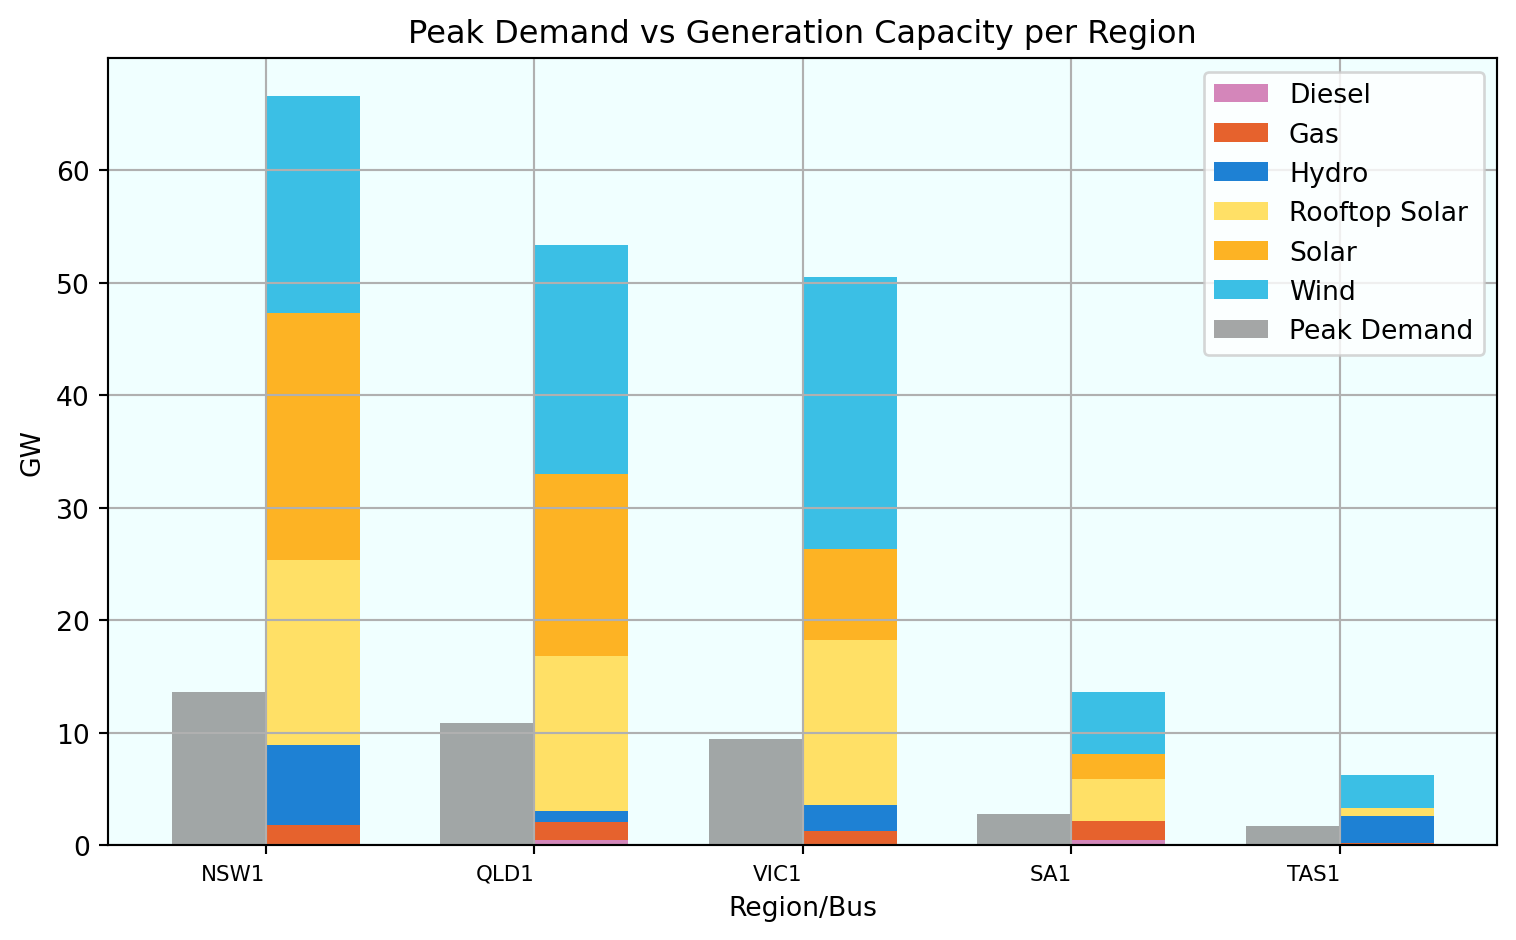 Peak Demand vs Generation Capacity per Region
Diesel
Gas
Hydro
Rooftop Solar
Solar
Wind
Peak Demand
GW
60
50
40
30
20
10
0
NSW1
QLD1
VIC1
SA1
TAS1
Region/Bus